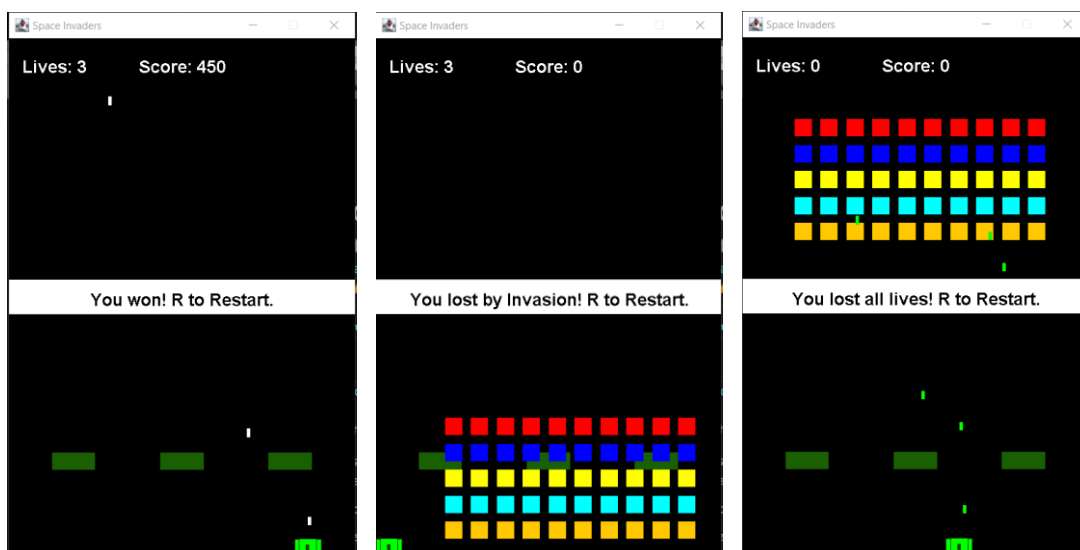 Space Invaders
Lives: 3 Score: 450
You won! R to Restart.
Space Invaders
Lives: 3 Score: 0
You lost by Invasion! R to Restart.
Space Invaders
Lives: 0 Score: 0
You lost all lives! R to Restart.